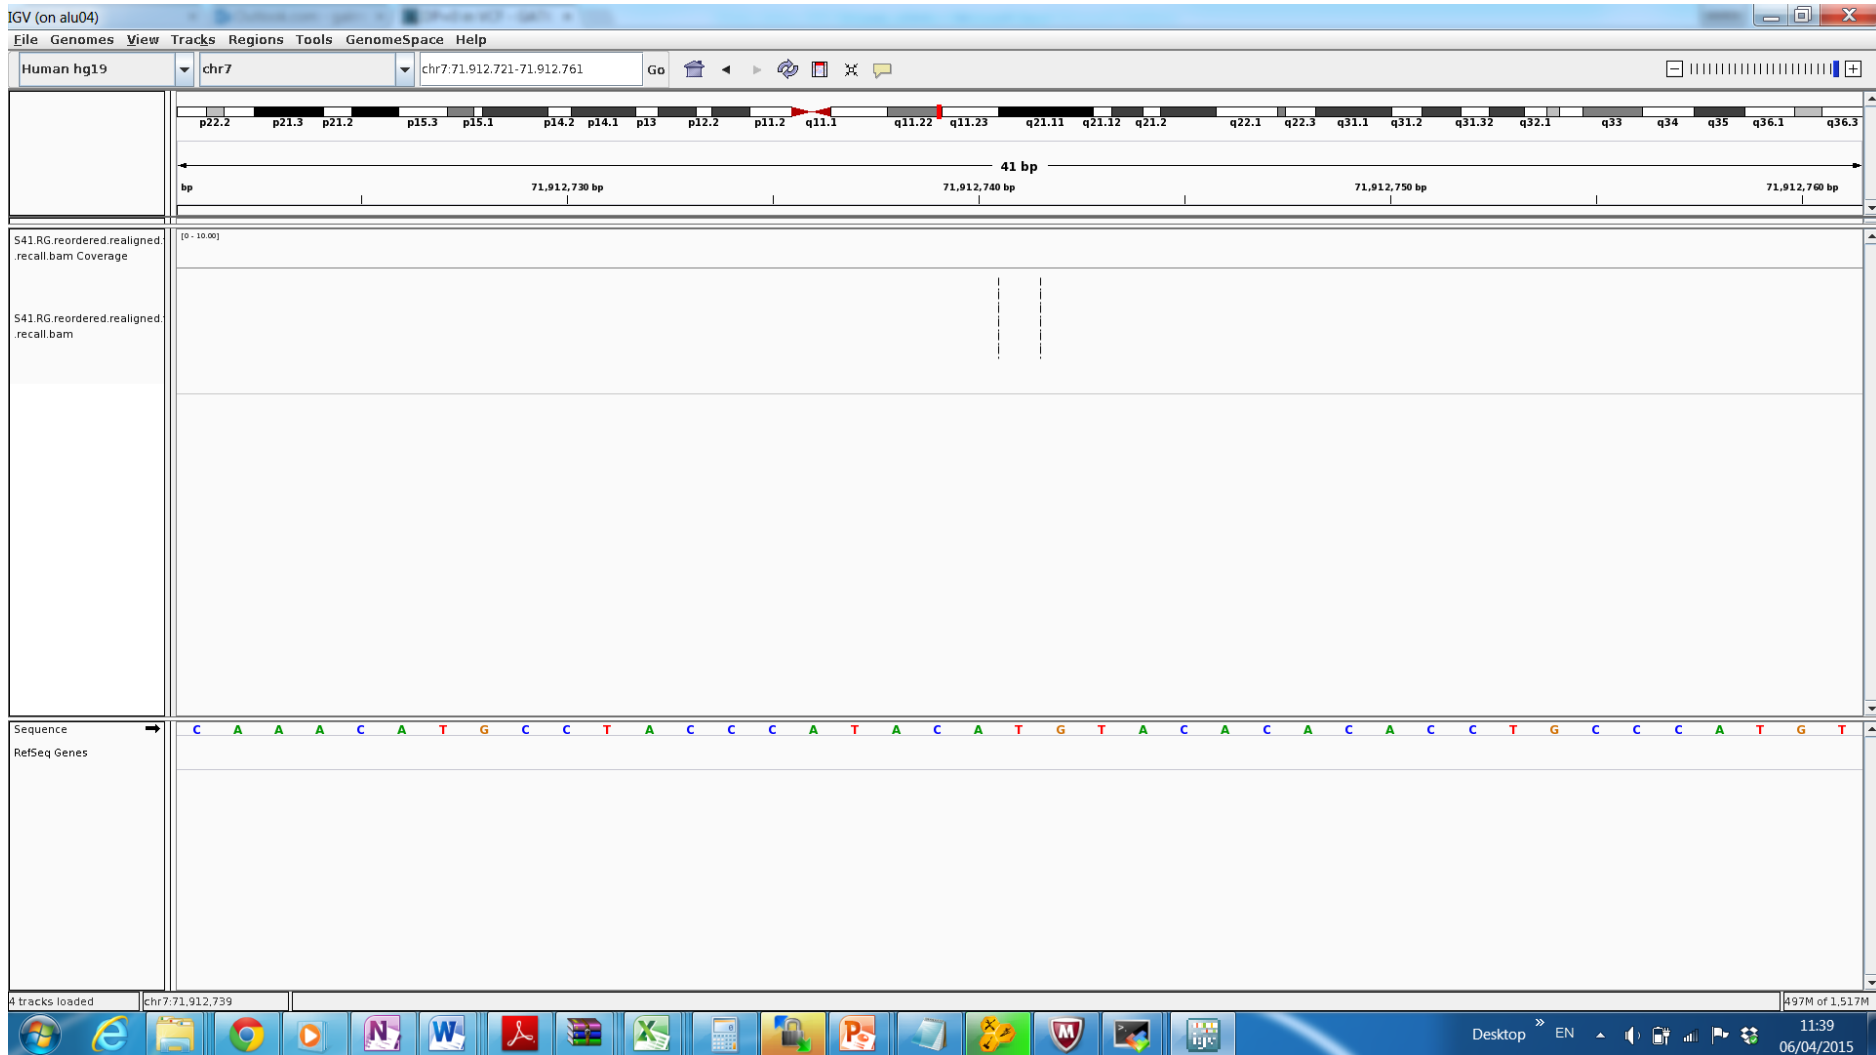 IGV (on alu04)
File Genomes View Tracks Regions Tools GenomeSpace Help
Human hg19 chr7 chr7:71.912.721-71.912.761 Go
p22.2 p21.3 p21.2 p15.3 p15.1 p14.2 p14.1 p13 p12.2 p11.2 q11.1 q11.22 q11.23 q21.11 q21.12 q21.2 q22.1 q22.3 q31.1 q31.2 q31.32 q32.1 q33 q34 q35 q36.1 q36.3
41 bp
bp 71,912,730 bp 71,912,740 bp 71,912,750 bp 71,912,760 bp
S41.RG.reordered.realigned. [0 - 10.00]
.recall.bam Coverage
S41.RG.reordered.realigned.
.recall.bam
Sequence C A A A C A T G C C T A C C C A T A C A T G T A C A C A C A C C T G C C C A T G T
RefSeq Genes
4 tracks loaded chr7:71,912,739 497M of 1,517M
Desktop » EN 11:39
06/04/2015